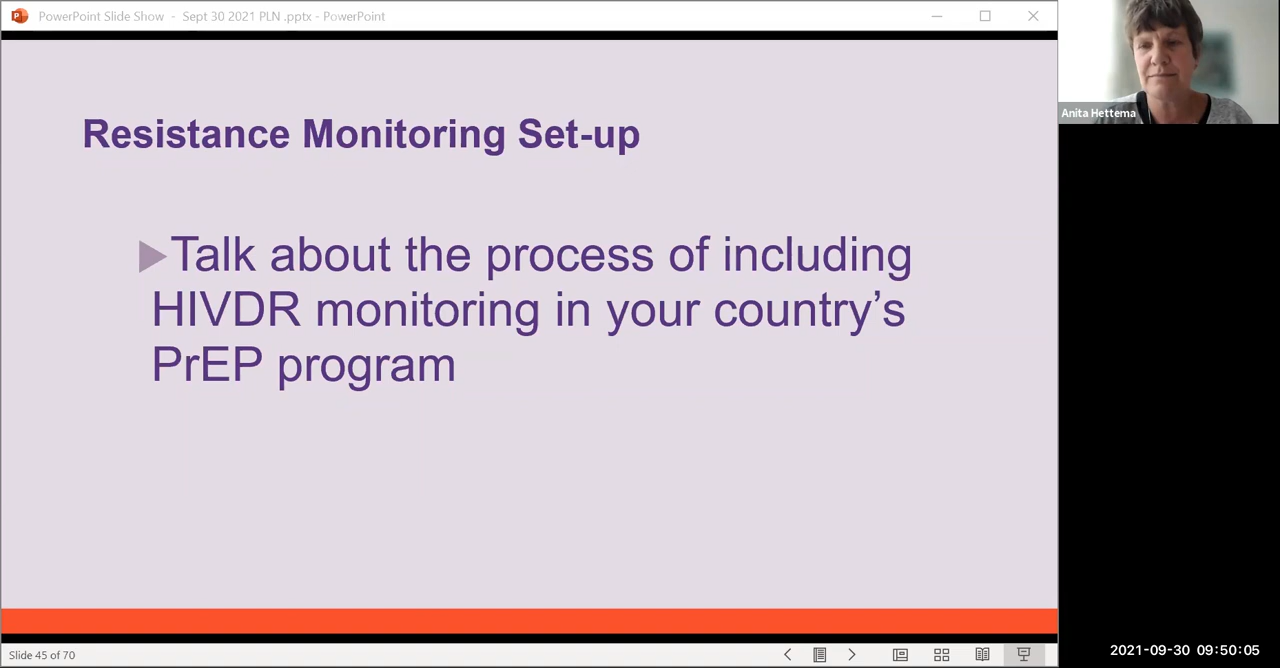 PowerPoint Slide Show - Sept 30 2021 PLN .pptx - PowerPoint
Anita Hettema
Resistance Monitoring Set-up
Talk about the process of including
HIVDR monitoring in your country’s
PrEP program
Slide 45 of 70
2021-09-30 09:50:05